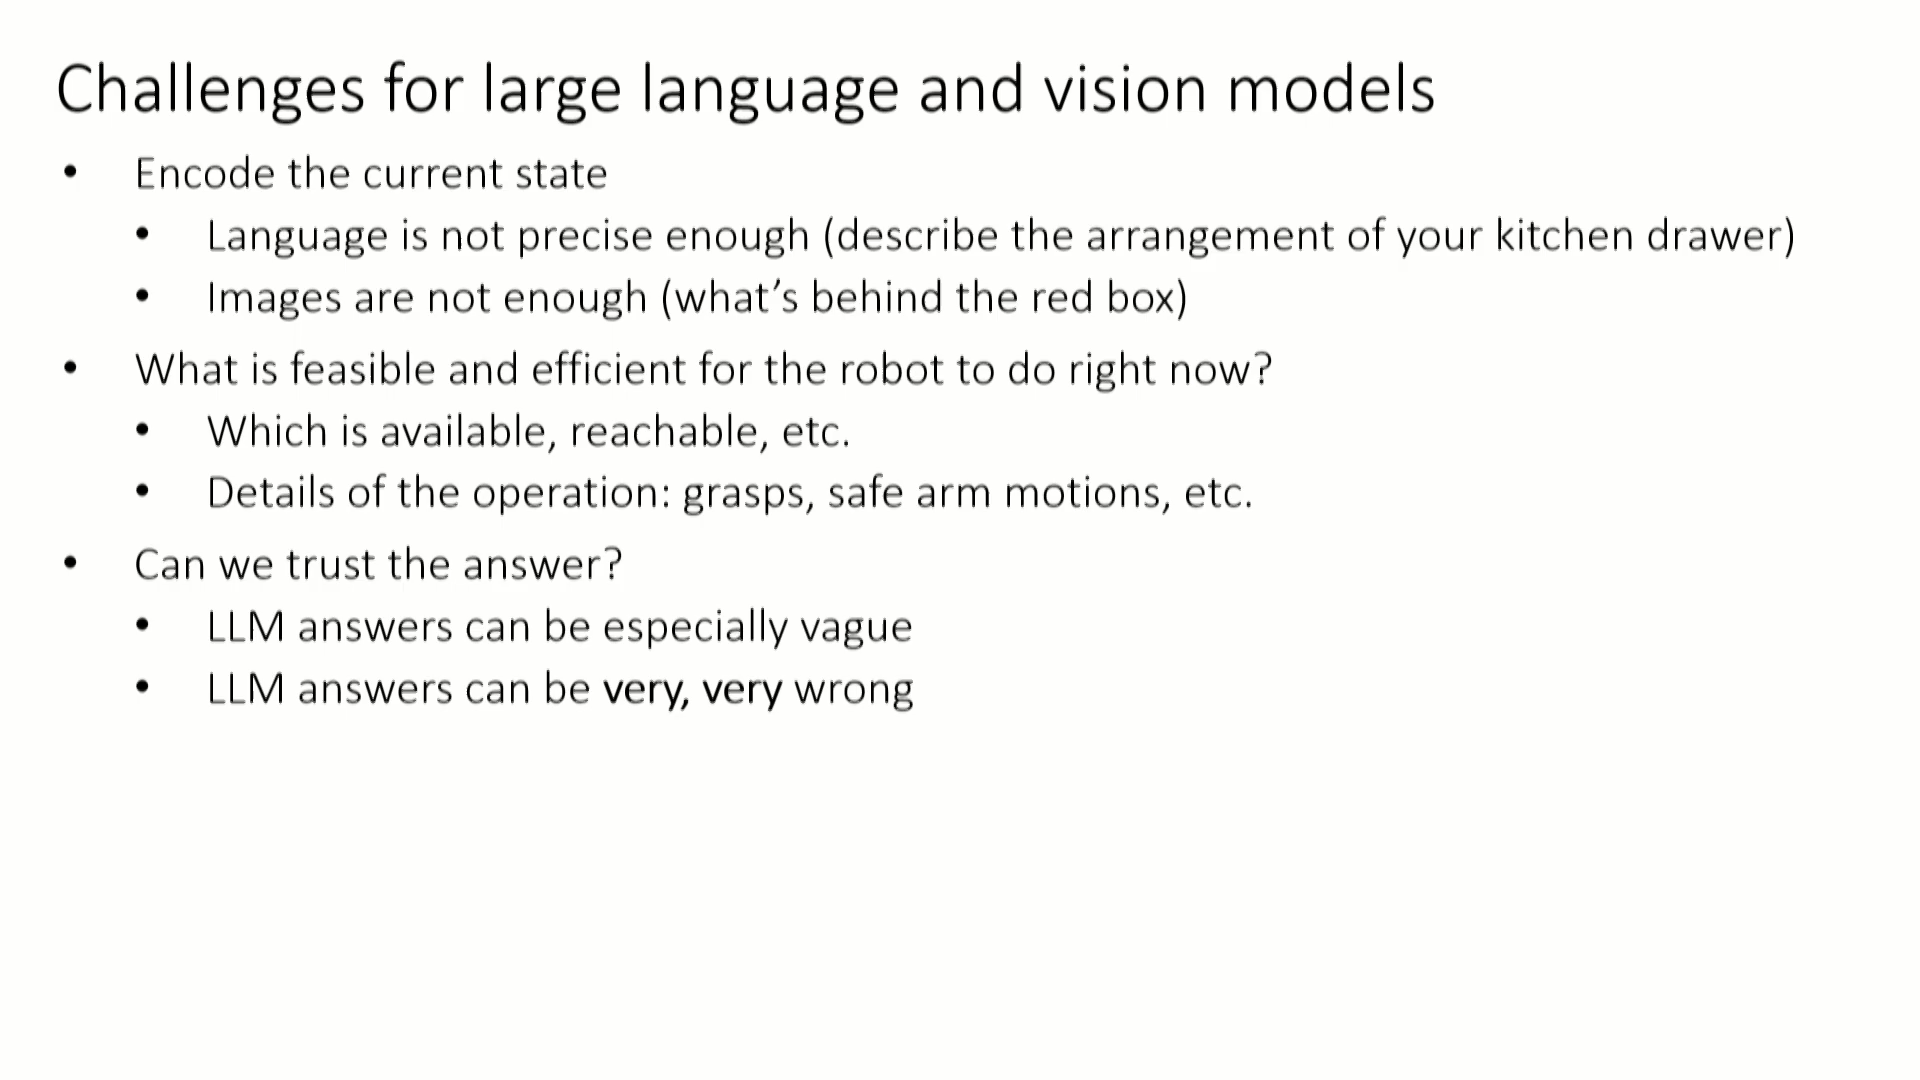 Challenges for large language and vision models
• Encode the current state
• Language is not precise enough (describe the arrangement of your kitchen drawer)
• Images are not enough (what’s behind the red box)
• What is feasible and efficient for the robot to do right now?
• Which is available, reachable, etc.
• Details of the operation: grasps, safe arm motions, etc.
• Can we trust the answer?
• LLM answers can be especially vague
• LLM answers can be very, very wrong